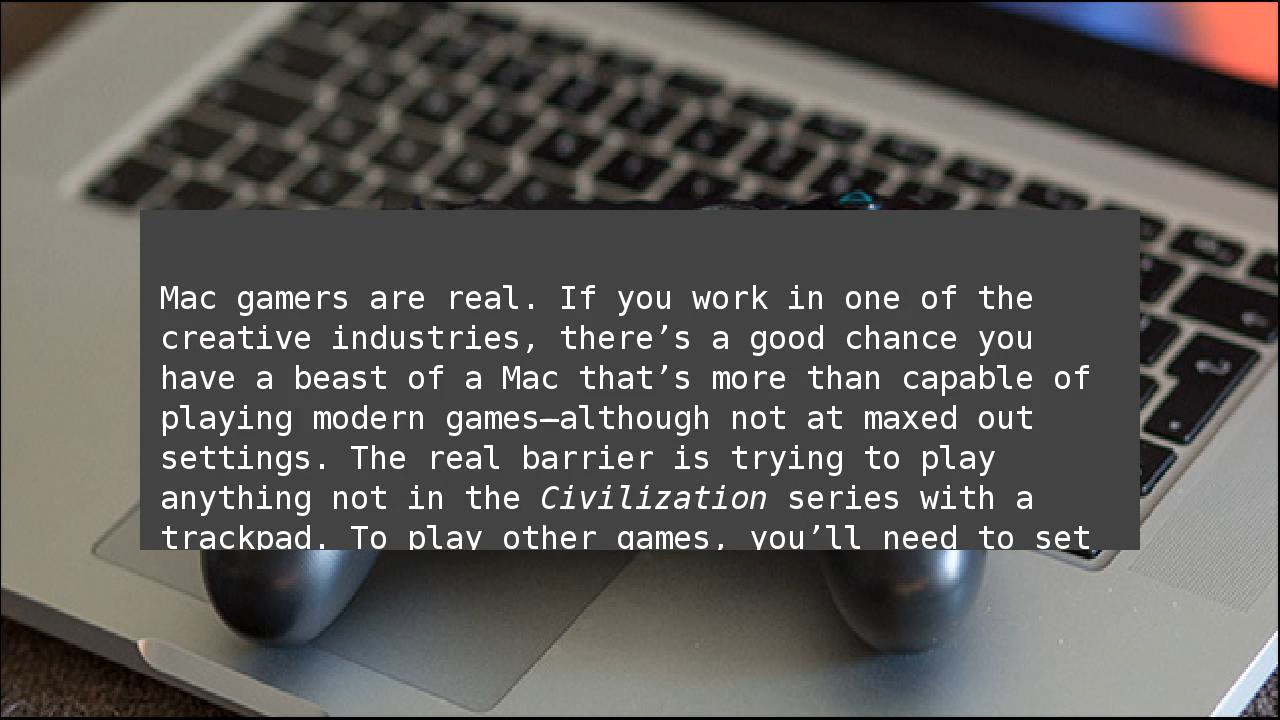 Mac gamers are real. If you work in one of the
creative industries, there’s a good chance you
have a beast of a Mac that’s more than capable of
playing modern games—although not at maxed out
settings. The real barrier is trying to play
anything not in the Civilization series with a
trackpad. To play other games, you’ll need to set